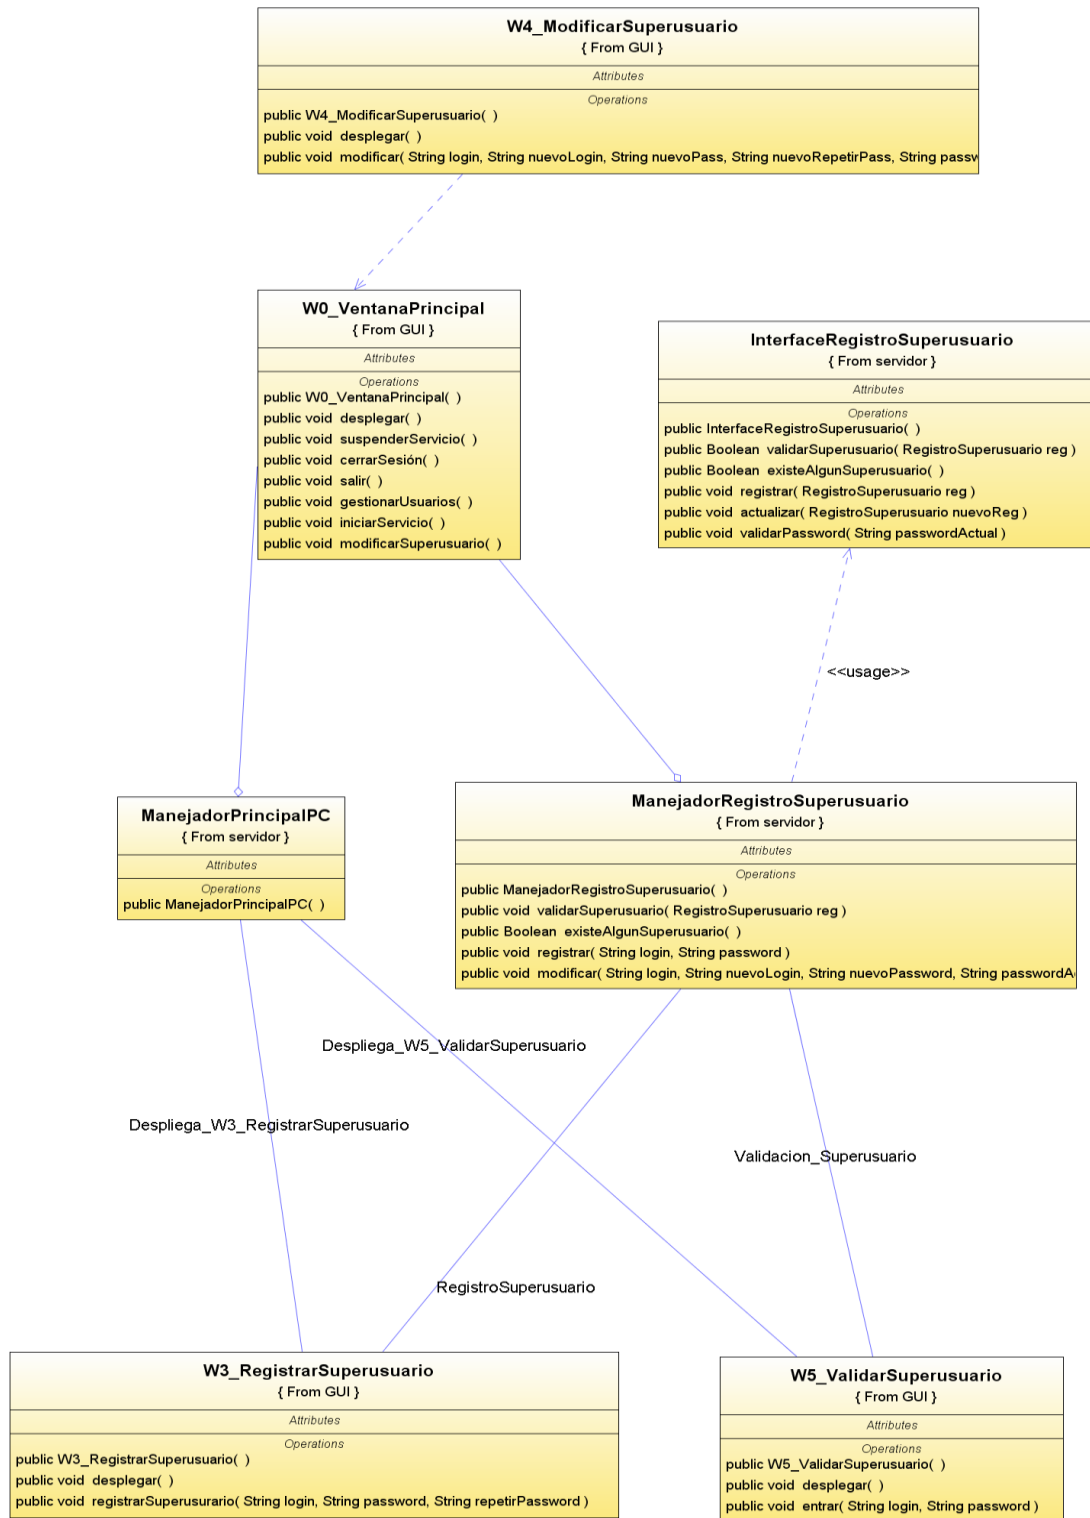 W4_ModificarSuperusuario
{ From GUI }
Attributes
Operations
public W4_ModificarSuperusuario( )
public void desplegar( )
public void modificar( String login, String nuevoLogin, String nuevoPass, String nuevoRepetirPass, String passw
W0_VentanaPrincipal
{ From GUI }
Attributes
Operations
public W0_VentanaPrincipal( )
public void desplegar( )
public void suspenderServicio( )
public void cerrarSesión( )
public void salir( )
public void gestionarUsuarios( )
public void iniciarServicio( )
public void modificarSuperusuario( )
InterfaceRegistroSuperusuario
{ From servidor }
Attributes
Operations
public InterfaceRegistroSuperusuario( )
public Boolean validarSuperusuario( RegistroSuperusuario reg )
public Boolean existeAlgunSuperusuario( )
public void registrar( RegistroSuperusuario reg )
public void actualizar( RegistroSuperusuario nuevoReg )
public void validarPassword( String passwordActual )
<<usage>>
ManejadorPrincipalPC
{ From servidor }
Attributes
Operations
public ManejadorPrincipalPC( )
ManejadorRegistroSuperusuario
{ From servidor }
Attributes
Operations
public ManejadorRegistroSuperusuario( )
public void validarSuperusuario( RegistroSuperusuario reg )
public Boolean existeAlgunSuperusuario( )
public void registrar( String login, String password )
public void modificar( String login, String nuevoLogin, String nuevoPassword, String passwordA
Despliega_W5_ValidarSuperusuario
Despliega_W3_RegistrarSuperusuario
Validacion_Superusuario
RegistroSuperusuario
W3_RegistrarSuperusuario
{ From GUI }
Attributes
Operations
public W3_RegistrarSuperusuario( )
public void desplegar( )
public void registrarSuperusurario( String login, String password, String repetirPassword )
W5_ValidarSuperusuario
{ From GUI }
Attributes
Operations
public W5_ValidarSuperusuario( )
public void desplegar( )
public void entrar( String login, String password )